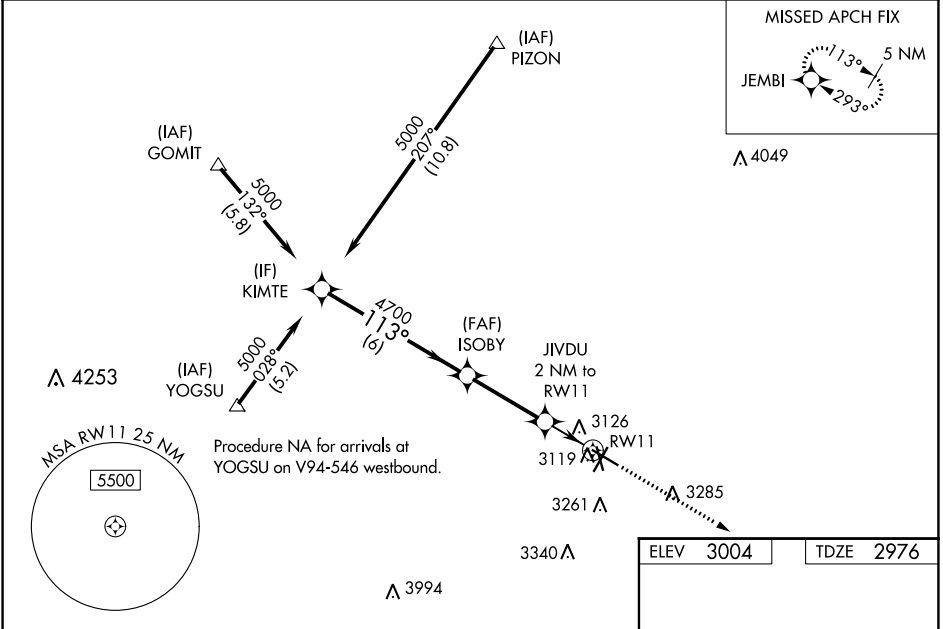 MISSED APCH FIX
5 NM
113°
JEMBI
293°
4049
(IAF)
PIZON
5000
207°
(10.8)
(IAF)
GOMIT
5000
132°
(5.8)
(IF)
KIMTE
4700
113°
(6)
(FAF)
ISOBY
JIVDU
2 NM to
RW11
5000
028°
(5.2)
(IAF)
YOGSU
4253
3126
RW11
3119
Procedure NA for arrivals at
YOGSU on V94-546 westbound.
MSA RW11 25 NM
5500
3261
3285
3340
3994
ELEV 3004
TDZE 2976